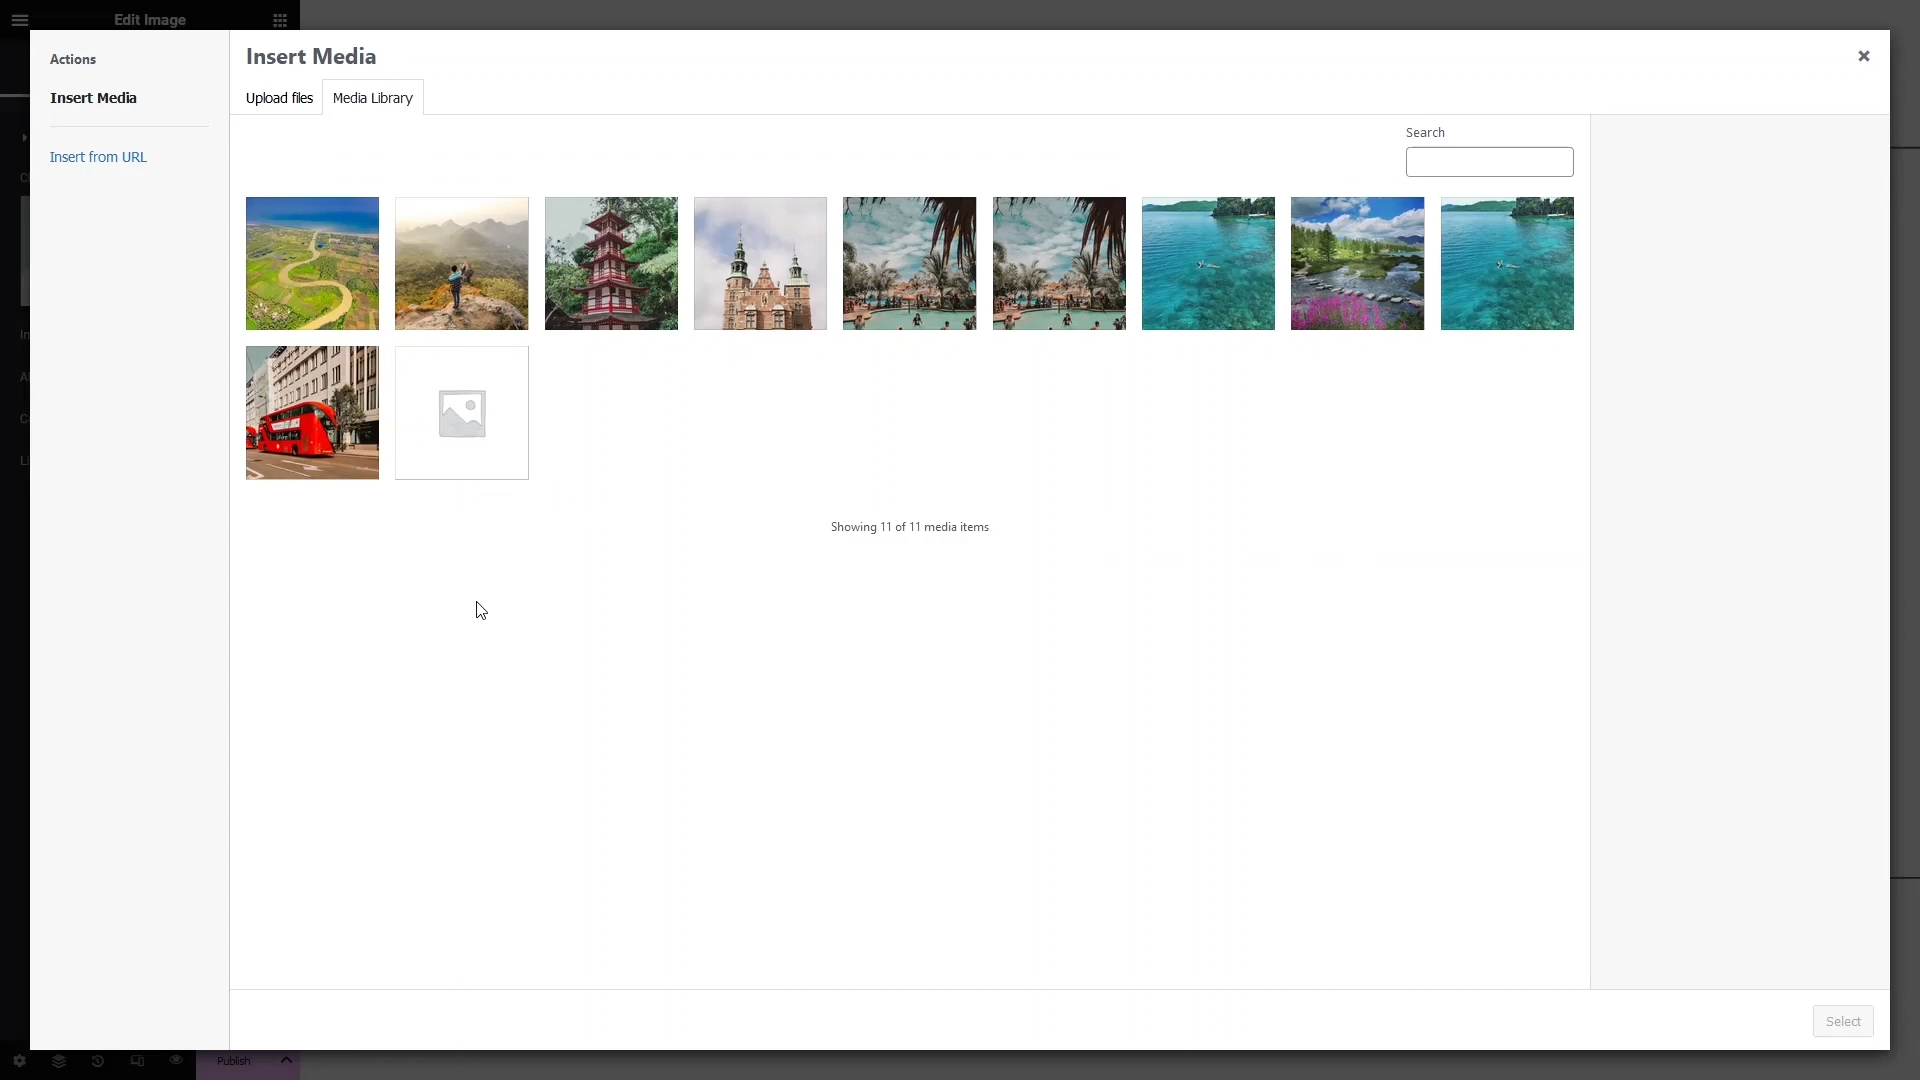 Edit Image
Actions
Insert Media
Insert from URL
Insert Media
Upload files
Media Library
Search
Showing 11 of 11 media items
Select
Publish